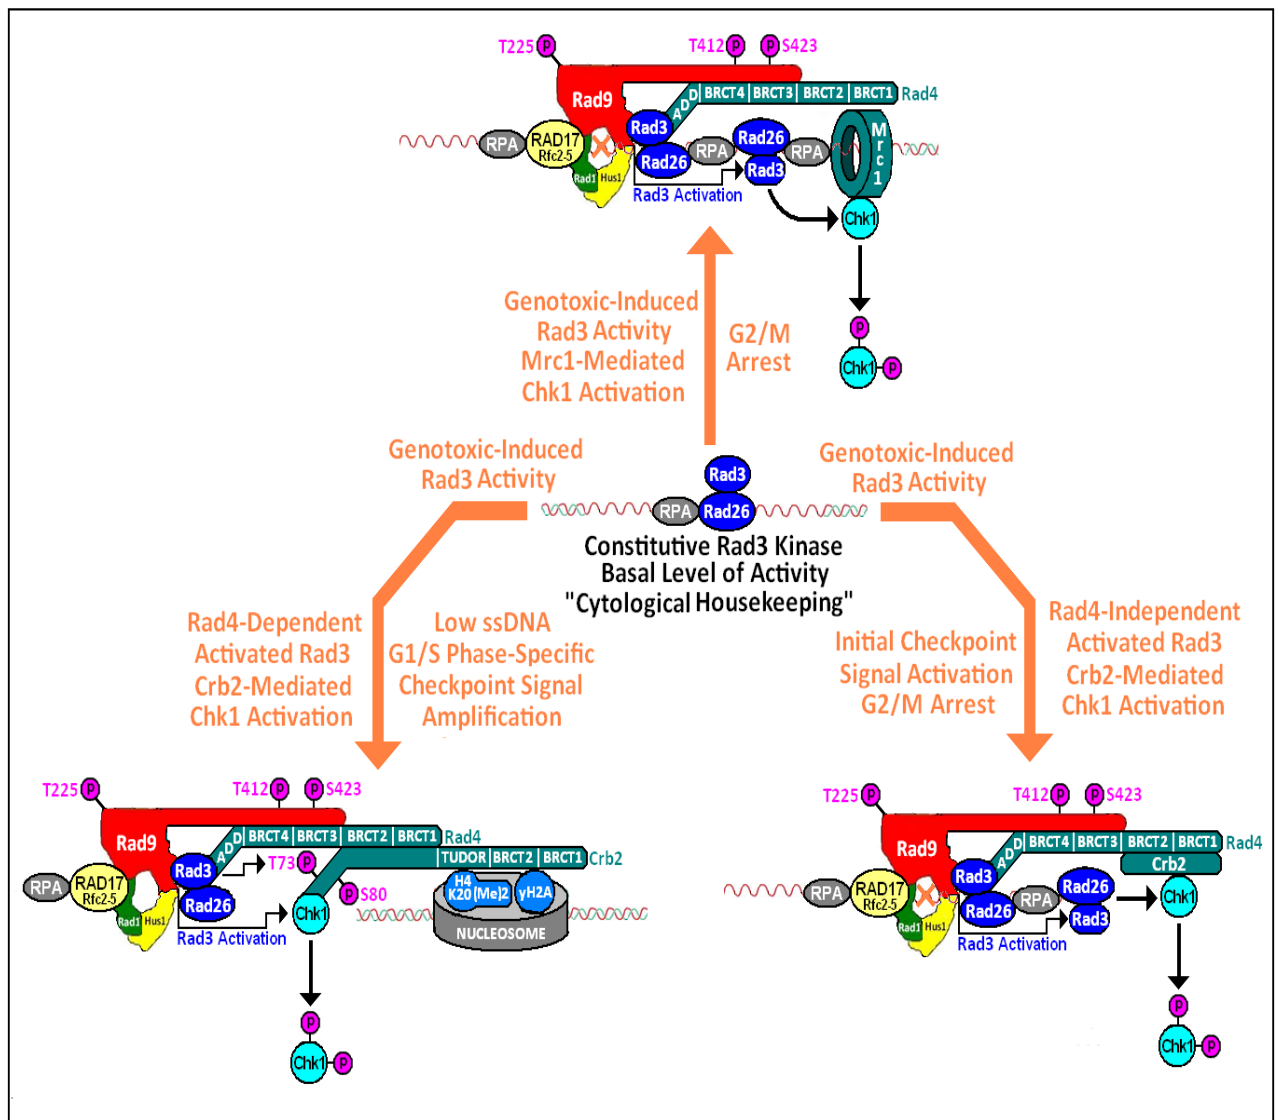 T225 P
T412 P
P S423
Rad9
A D D BRCT4 BRCT3 BRCT2 BRCT1 Rad4
Rad3
RPA
RAD17
Rfc2-5
X
Rad26
RPA
Rad26
RPA
Mrc1
Rad1
Hus1
Rad3
Rad3 Activation
Chk1
P
Chk1 P
Genotoxic-Induced
Rad3 Activity
Mrc1-Mediated
Chk1 Activation
G2/M
Arrest
Genotoxic-Induced
Rad3 Activity
Genotoxic-Induced
Rad3 Activity
Rad3
RPA
Rad26
Constitutive Rad3 Kinase
Basal Level of Activity
"Cytological Housekeeping"
Rad4-Dependent
Activated Rad3
Crb2-Mediated
Chk1 Activation
Low ssDNA
G1/S Phase-Specific
Checkpoint Signal
Amplification
Initial Checkpoint
Signal Activation
G2/M Arrest
Rad4-Independent
Activated Rad3
Crb2-Mediated
Chk1 Activation
T225 P
T412 P
P S423
Rad9
A D D BRCT4 BRCT3 BRCT2 BRCT1 Rad4
T73 P
TUDOR BRCT2 BRCT1 Crb2
Rad3
RPA
RAD17
Rfc2-5
Rad26
P S80
H4
K20 (Me)2
yH2A
Rad1
Hus1
Chk1
NUCLEOSOME
Rad3 Activation
P
Chk1 P
T225 P
T412 P
P S423
Rad9
A D D BRCT4 BRCT3 BRCT2 BRCT1 Rad4
Crb2
Rad3
RPA
RAD17
Rfc2-5
X
Rad26
RPA
Rad26
Chk1
Rad1
Hus1
Rad3
Rad3 Activation
P
Chk1 P